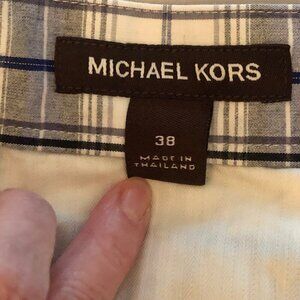 MICHAEL KORS
38
MADE IN
THAILAND